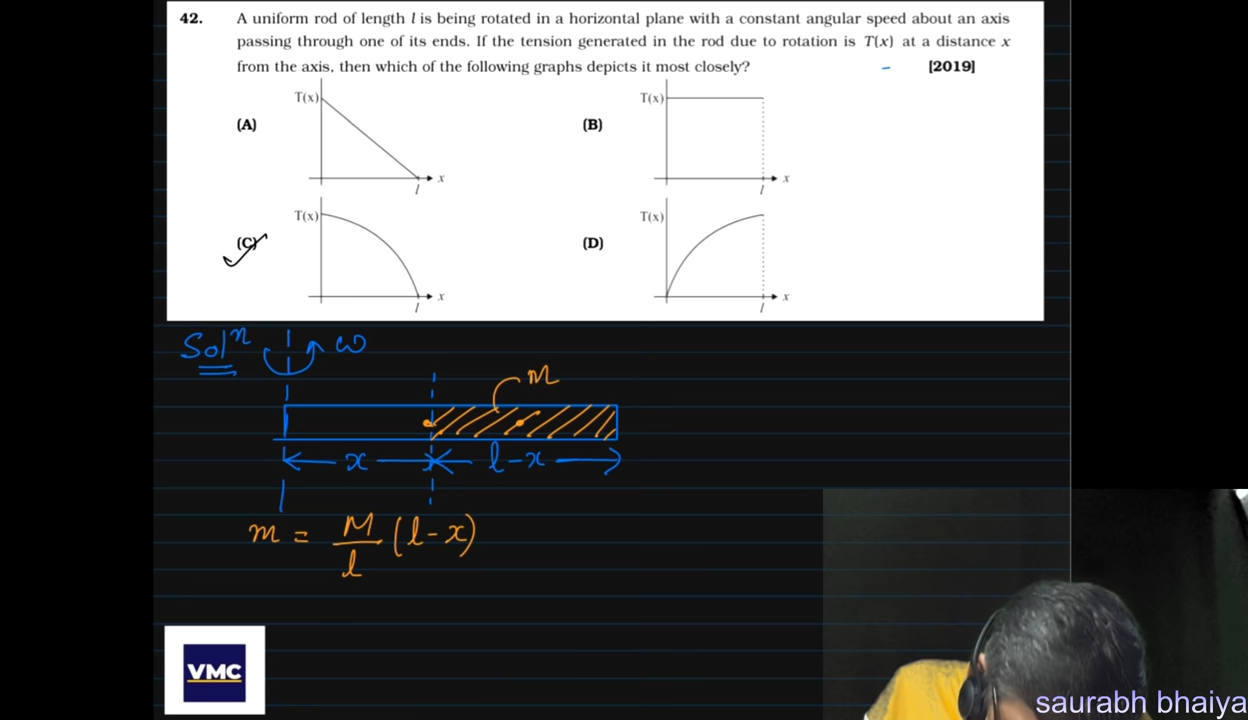 42. A uniform rod of length l is being rotated in a horizontal plane with a constant angular speed about an axis
passing through one of its ends. If the tension generated in the rod due to rotation is T(x) at a distance x
from the axis, then which of the following graphs depicts it most closely? [2019]
T(x) T(x)
(A) (B)
x x
l l
T(x) T(x)
(C) (D)
x x
l l
Solⁿ ω
m
x l-x
m = M/l (l-x)
VMC
saurabh bhaiya